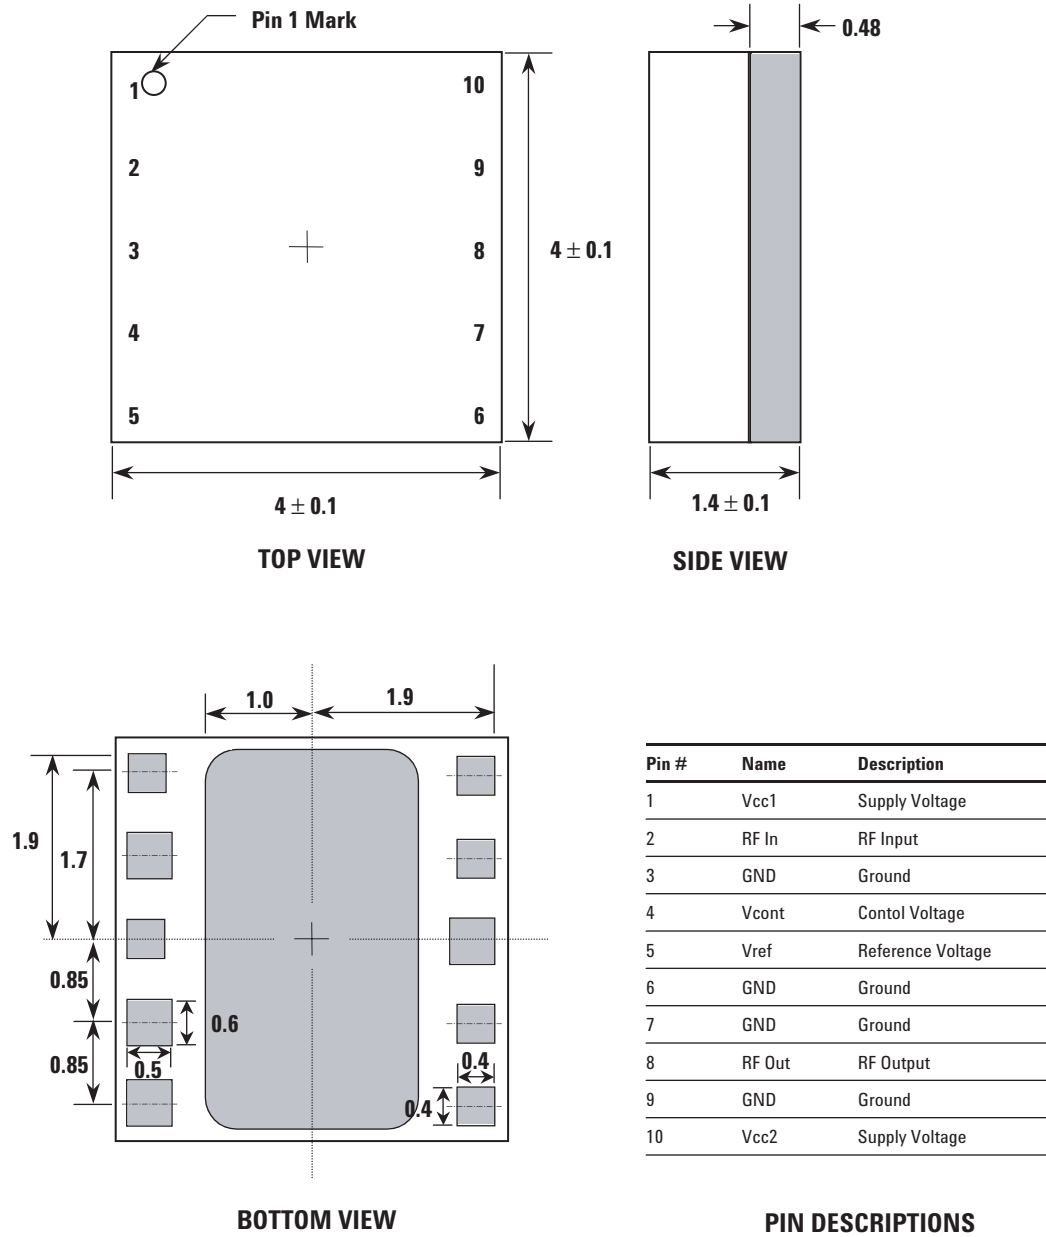 Pin 1 Mark
0.48
1 10
2 9
3 8
4 7
5 6
4 ± 0.1
4 ± 0.1
1.4 ± 0.1
TOP VIEW
SIDE VIEW
1.0
1.9
1.9
1.7
0.85
0.85
0.6
0.5
0.4
0.4
BOTTOM VIEW
Pin # Name Description
1 Vcc1 Supply Voltage
2 RF In RF Input
3 GND Ground
4 Vcont Contol Voltage
5 Vref Reference Voltage
6 GND Ground
7 GND Ground
8 RF Out RF Output
9 GND Ground
10 Vcc2 Supply Voltage
PIN DESCRIPTIONS